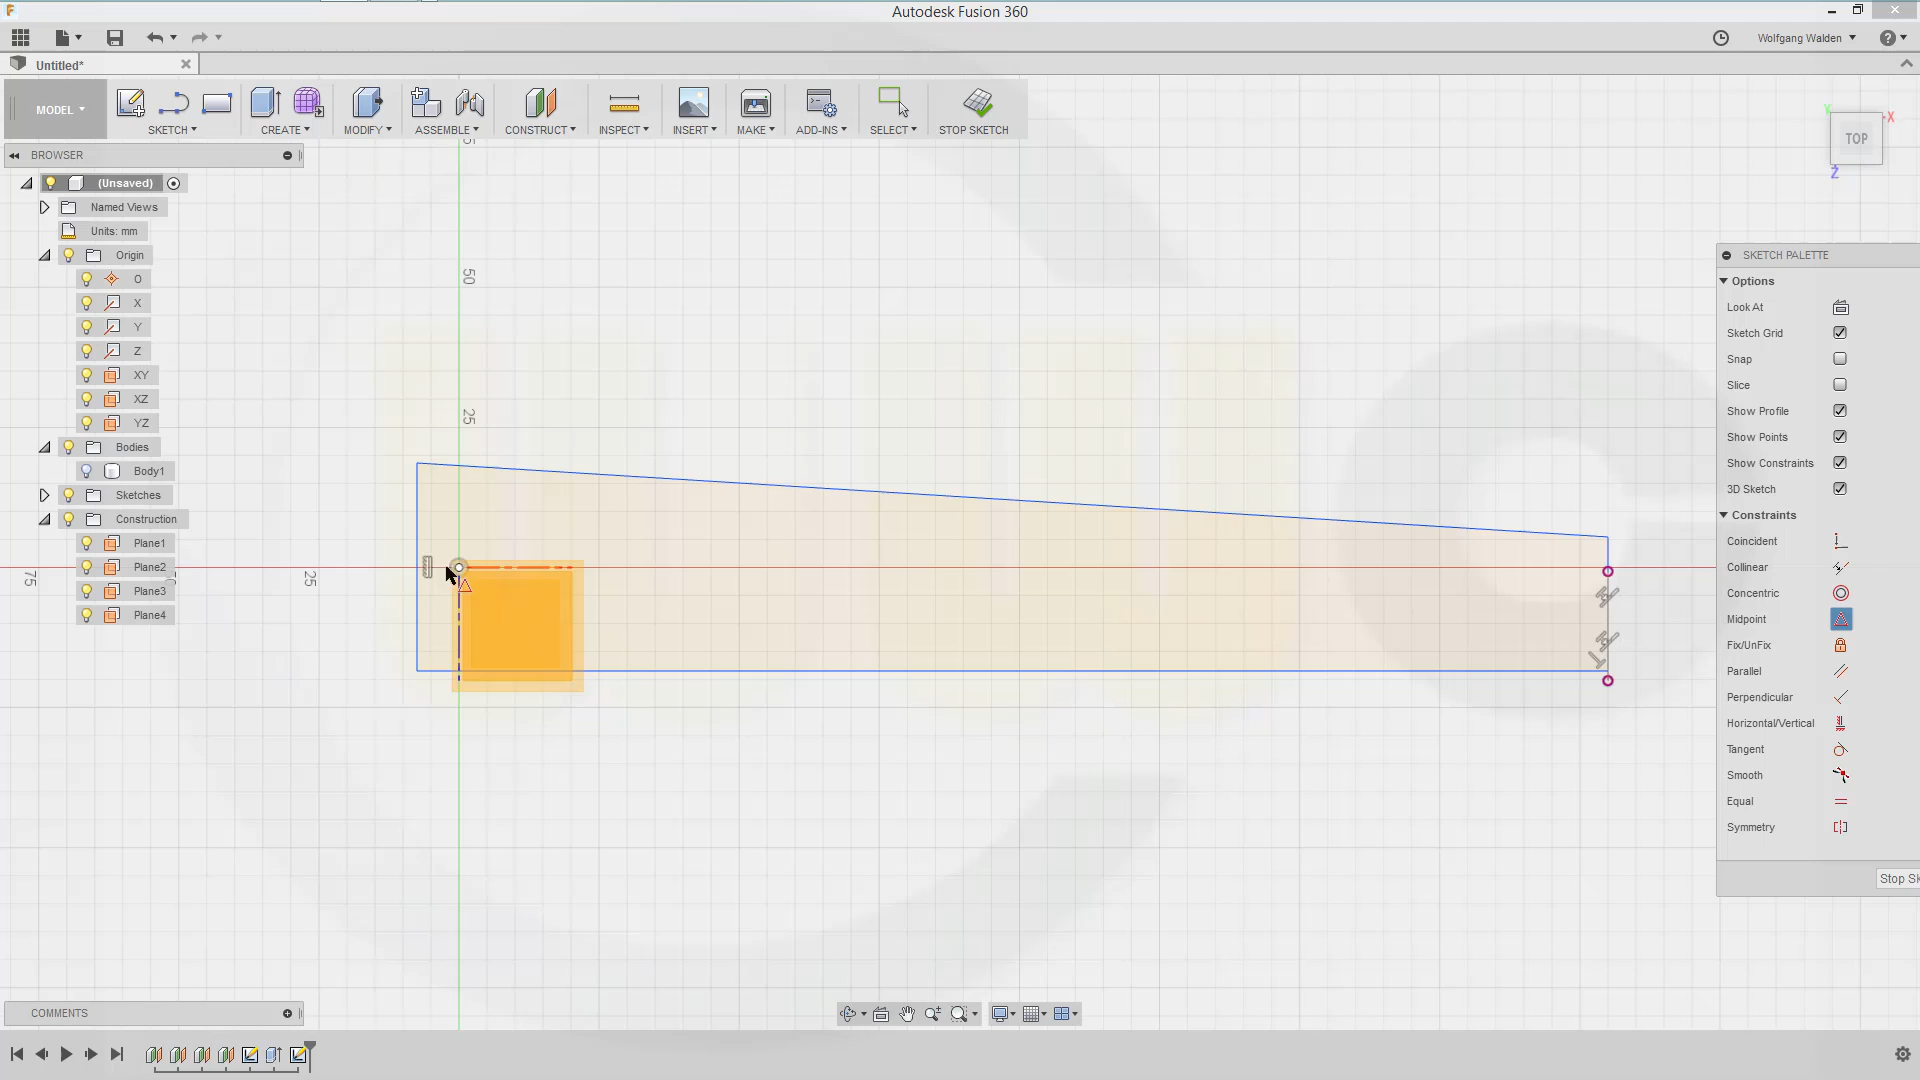 Autodesk Fusion 360
Wolfgang Walden
Untitled*
MODEL
SKETCH
CREATE
MODIFY
ASSEMBLE
CONSTRUCT
INSPECT
INSERT
MAKE
ADD-INS
SELECT
STOP SKETCH
BROWSER
(Unsaved)
Named Views
Units: mm
Origin
O
X
Y
Z
XY
XZ
YZ
Bodies
Body1
Sketches
Construction
Plane1
Plane2
Plane3
Plane4
50
25
75
25
TOP
X
Z
SKETCH PALETTE
Options
Look At
Sketch Grid
Snap
Slice
Show Profile
Show Points
Show Constraints
3D Sketch
Constraints
Coincident
Collinear
Concentric
Midpoint
Fix/UnFix
Parallel
Perpendicular
Horizontal/Vertical
Tangent
Smooth
Equal
Symmetry
Stop Sk
COMMENTS